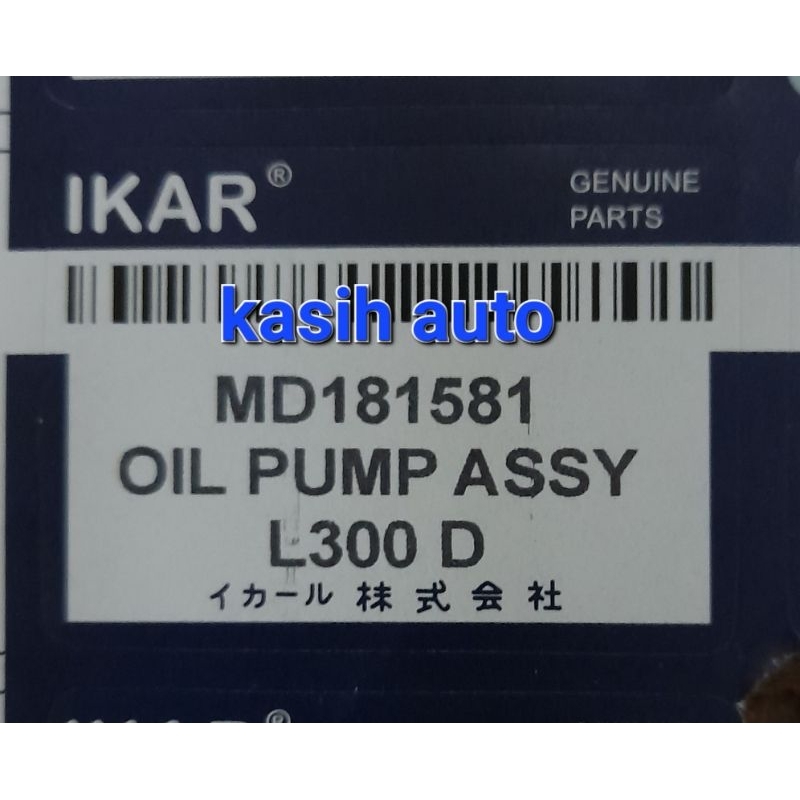 IKAR®
GENUINE
PARTS
kasih auto
MD181581
OIL PUMP ASSY
L300 D
イカール 株式会社